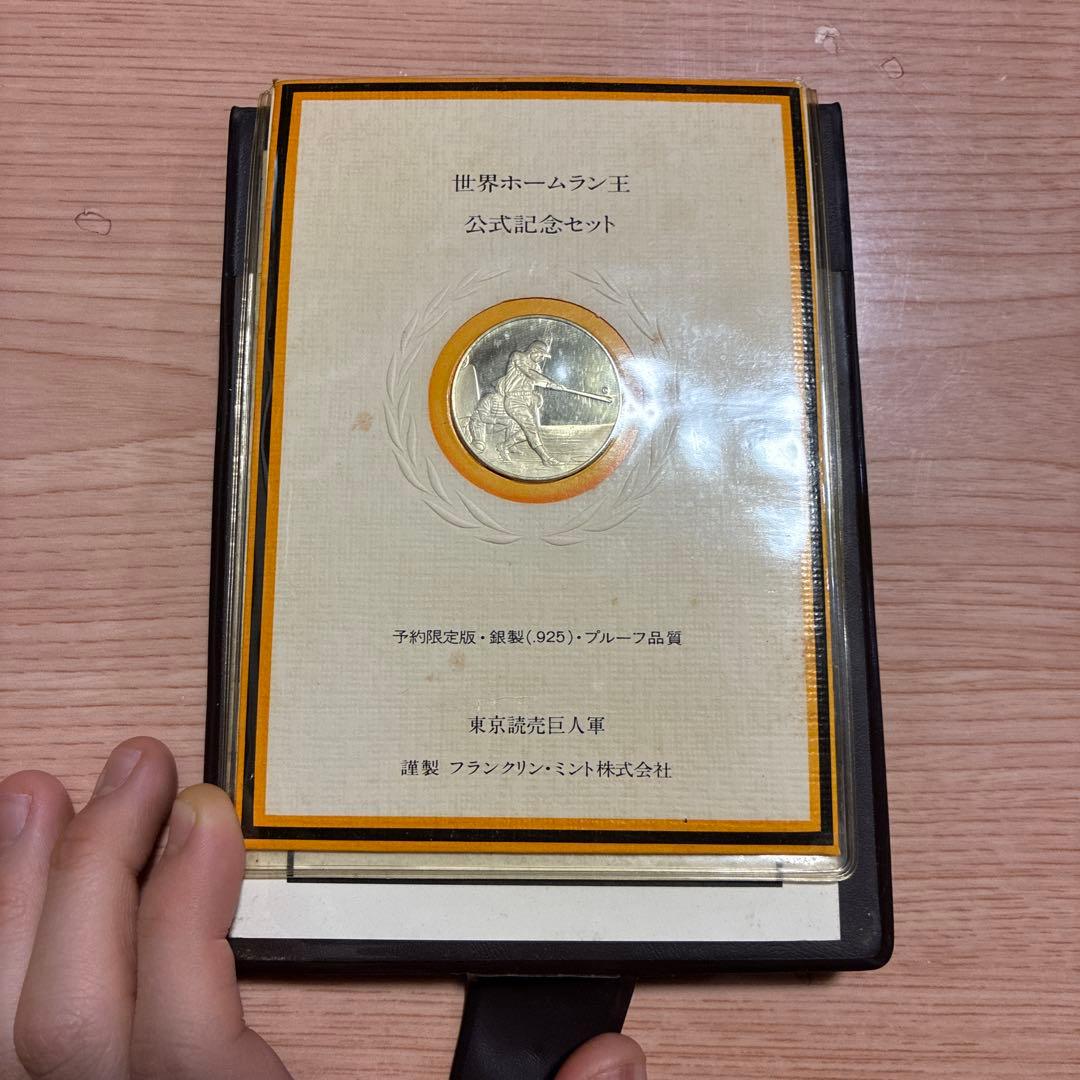 世界ホームラン王
公式記念セット
予約限定版・銀製(.925)・プルーフ品質
東京読売巨人軍
謹製 フランクリン・ミント株式会社